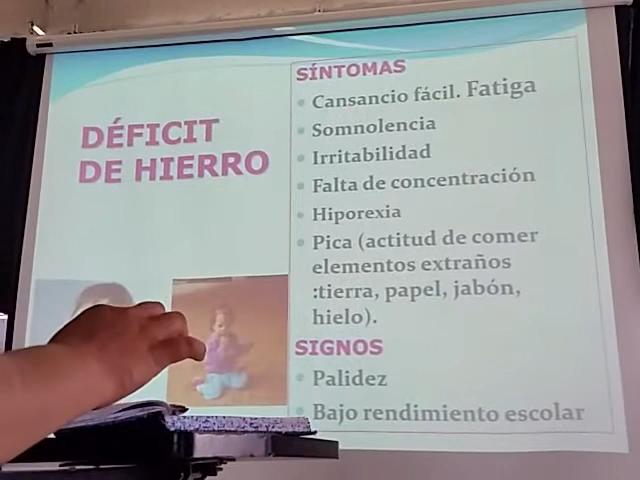 DÉFICIT
DE HIERRO
SÍNTOMAS
Cansancio fácil. Fatiga
Somnolencia
Irritabilidad
Falta de concentración
Hiporexia
Pica (actitud de comer
elementos extraños
:tierra, papel, jabón,
hielo).
SIGNOS
Palidez
Bajo rendimiento escolar